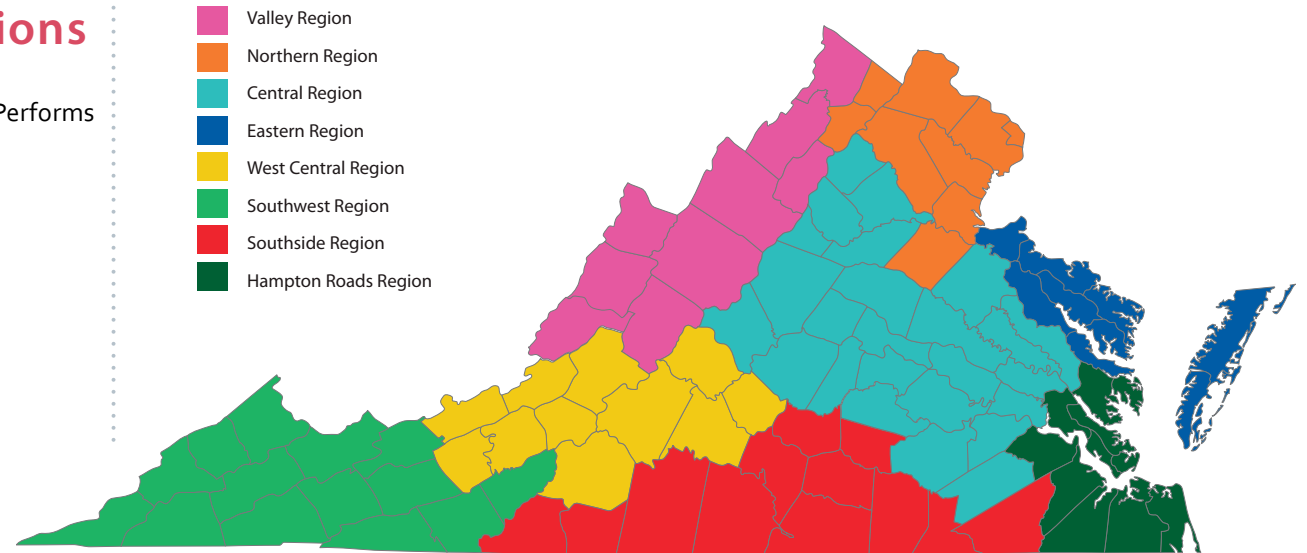 ions
Performs
Valley Region
Northern Region
Central Region
Eastern Region
West Central Region
Southwest Region
Southside Region
Hampton Roads Region